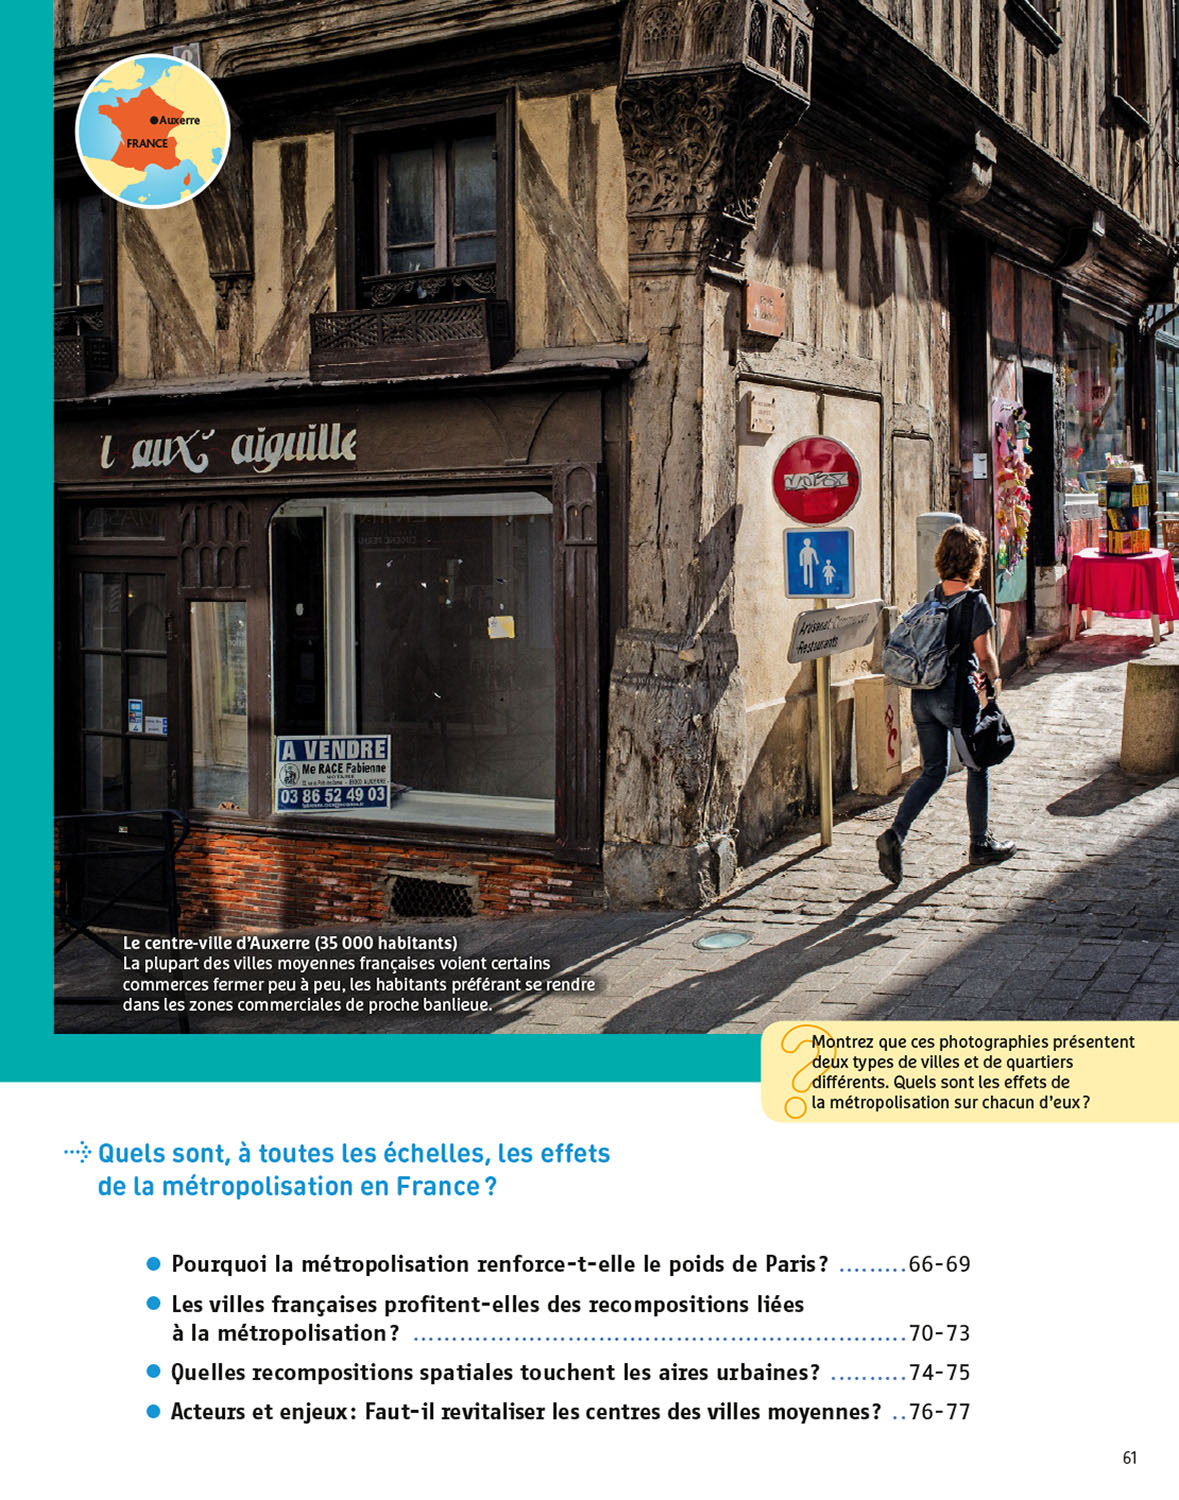 Auxerre
FRANCE
l' aux aiguille
A VENDRE
Me RACE Fabienne
NOTAIRE
03 86 52 49 03
Artisanat
Restaurants
Le centre-ville d'Auxerre (35 000 habitants)
La plupart des villes moyennes françaises voient certains
commerces fermer peu à peu, les habitants préférant se rendre
dans les zones commerciales de proche banlieue.
Montrez que ces photographies présentent
deux types de villes et de quartiers
différents. Quels sont les effets de
la métropolisation sur chacun d'eux ?
Quels sont, à toutes les échelles, les effets
de la métropolisation en France ?
● Pourquoi la métropolisation renforce-t-elle le poids de Paris ? ......... 66-69
● Les villes françaises profitent-elles des recompositions liées
à la métropolisation ? ............................................................ 70-73
● Quelles recompositions spatiales touchent les aires urbaines ? .......... 74-75
● Acteurs et enjeux : Faut-il revitaliser les centres des villes moyennes ? .. 76-77
61